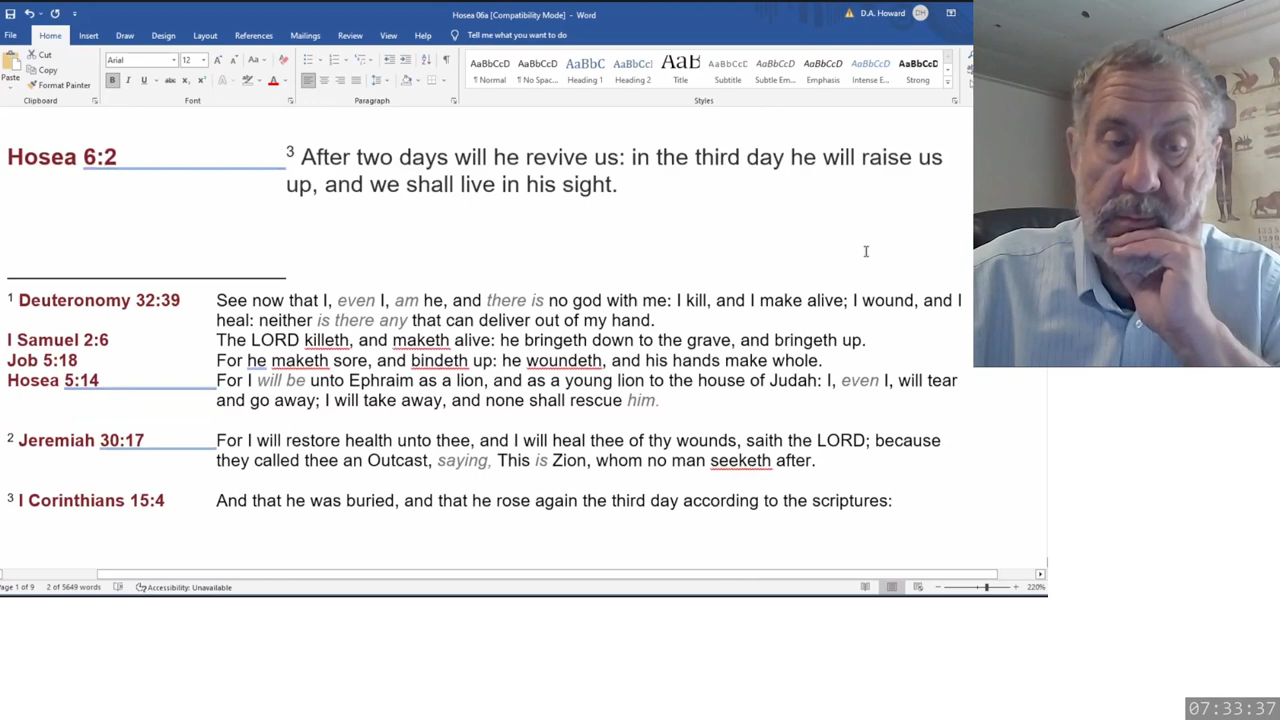 Hosea 06a [Compatibility Mode] – Word
D.A. Howard
DH
File Home Insert Draw Design Layout References Mailings Review View Help Tell me what you want to do
Cut
Copy
Format Painter
Paste
Arial 12
AaBbCcD AaBbCcD AaBbC AaBbCcl AaB AaBbCcD AaBbCcD AaBbCcD AaBbCcD AaBbCcD
¶ Normal ¶ No Spac... Heading 1 Heading 2 Title Subtitle Subtle Em... Emphasis Intense E... Strong
Clipboard Font Paragraph Styles
Hosea 6:2 3 After two days will he revive us: in the third day he will raise us
up, and we shall live in his sight.
1 Deuteronomy 32:39 See now that I, even I, am he, and there is no god with me: I kill, and I make alive; I wound, and I
heal: neither is there any that can deliver out of my hand.
I Samuel 2:6 The LORD killeth, and maketh alive: he bringeth down to the grave, and bringeth up.
Job 5:18 For he maketh sore, and bindeth up: he woundeth, and his hands make whole.
Hosea 5:14 For I will be unto Ephraim as a lion, and as a young lion to the house of Judah: I, even I, will tear
and go away; I will take away, and none shall rescue him.
2 Jeremiah 30:17 For I will restore health unto thee, and I will heal thee of thy wounds, saith the LORD; because
they called thee an Outcast, saying, This is Zion, whom no man seeketh after.
3 I Corinthians 15:4 And that he was buried, and that he rose again the third day according to the scriptures:
age 1 of 9 2 of 5649 words Accessibility: Unavailable 220%
07:33:37